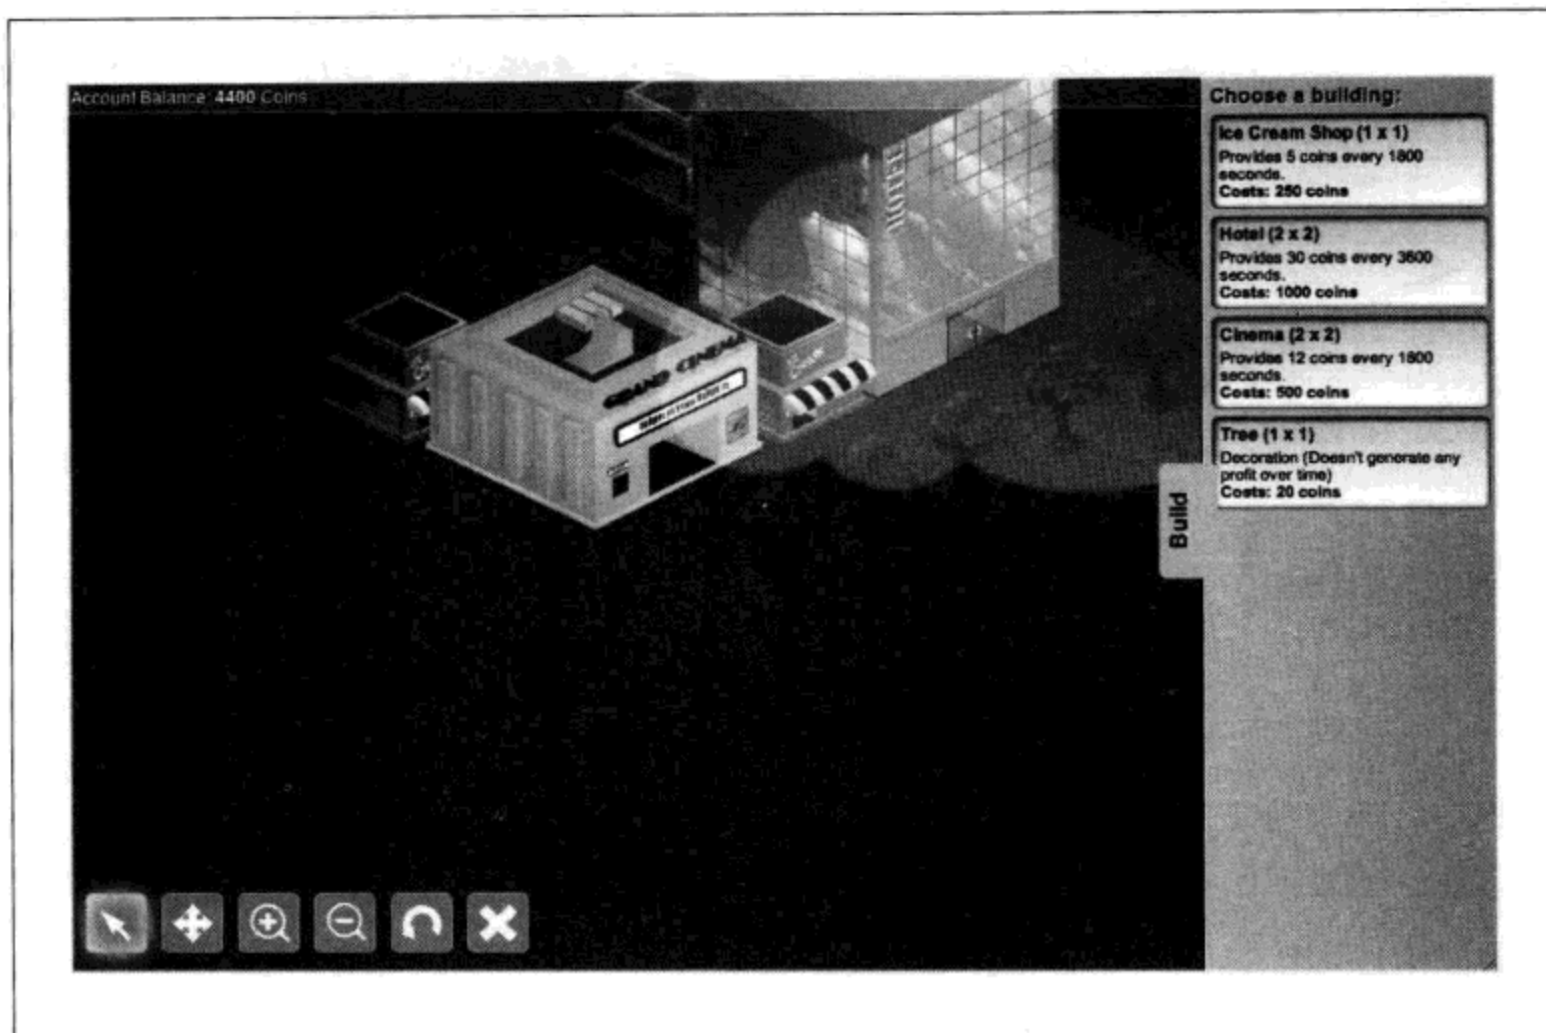 Account Balance: 4400 Coins
Choose a building:
Ice Cream Shop (1 x 1)
Provides 5 coins every 1800
seconds.
Costs: 250 coins
Hotel (2 x 2)
Provides 30 coins every 3600
seconds.
Costs: 1000 coins
Cinema (2 x 2)
Provides 12 coins every 1800
seconds.
Costs: 500 coins
Tree (1 x 1)
Decoration (Doesn't generate any
profit over time)
Costs: 20 coins
Build
HOTEL
GRAND CINEMA